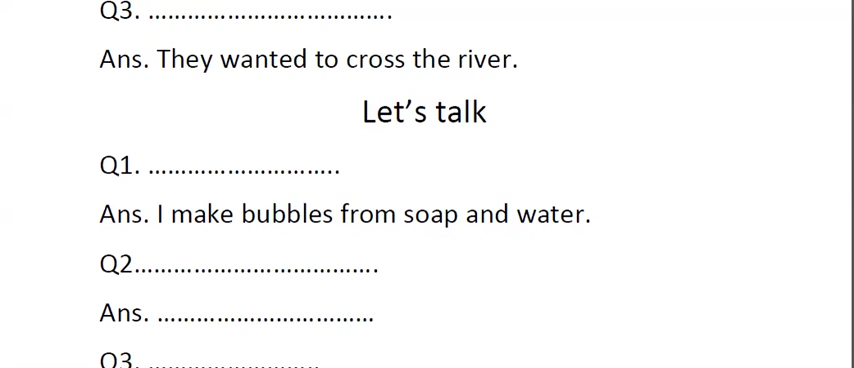 Q3. ………………………………….
Ans. They wanted to cross the river.
Let's talk
Q1. …………………………..
Ans. I make bubbles from soap and water.
Q2………………………………….
Ans. ………………………………
Q3. ……………………….